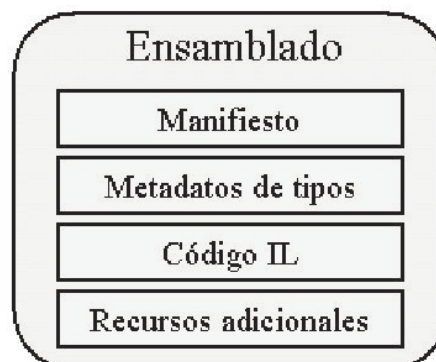 Ensamblado
Manifiesto
Metadatos de tipos
Código IL
Recursos adicionales